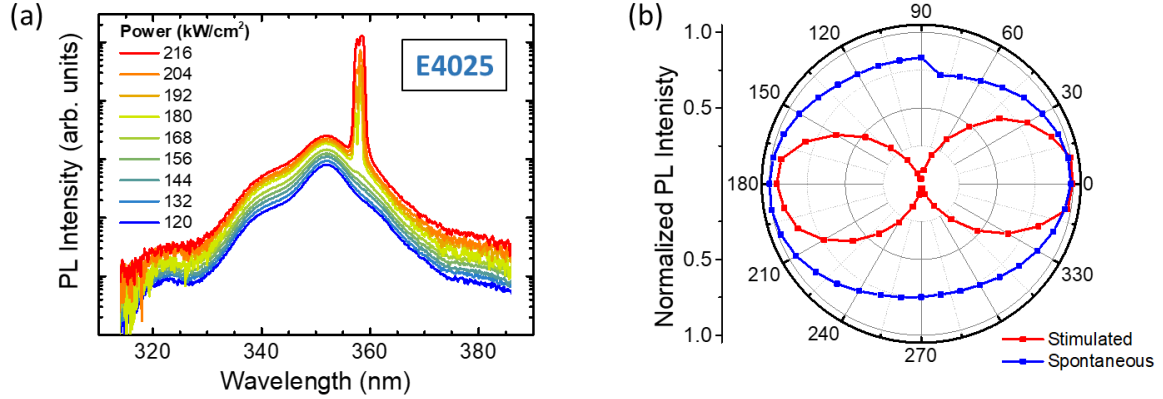 (a)
PL Intensity (arb. units)
Power (kW/cm²)
216
204
192
180
168
156
144
132
120
E4025
320 340 360 380
Wavelength (nm)
(b)
Normalized PL Intenisty
1.0
0.5
0.5
1.0
90
120 60
150 30
180 0
210 330
240 300
270
Stimulated
Spontaneous